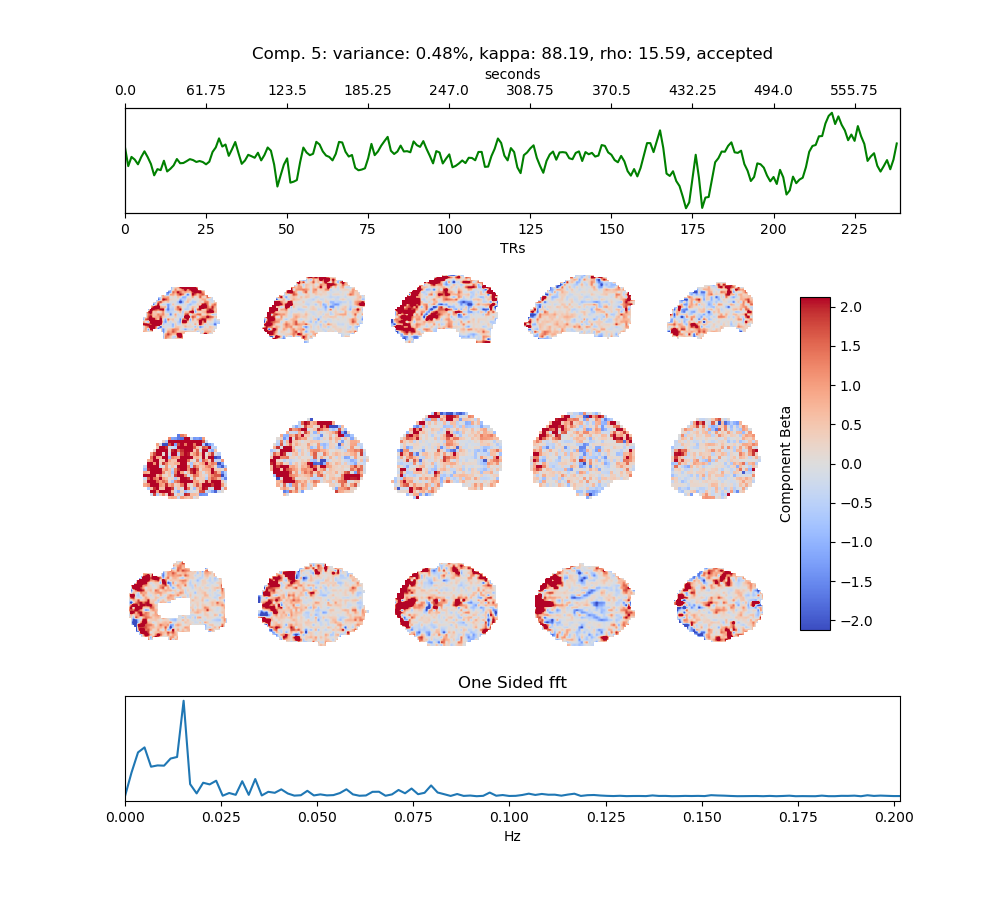 Comp. 5: variance: 0.48%, kappa: 88.19, rho: 15.59, accepted
seconds
0.0 61.75 123.5 185.25 247.0 308.75 370.5 432.25 494.0 555.75
0 25 50 75 100 125 150 175 200 225
TRs
2.0
1.5
1.0
0.5
0.0
−0.5
−1.0
−1.5
−2.0
Component Beta
One Sided fft
0.000 0.025 0.050 0.075 0.100 0.125 0.150 0.175 0.200
Hz